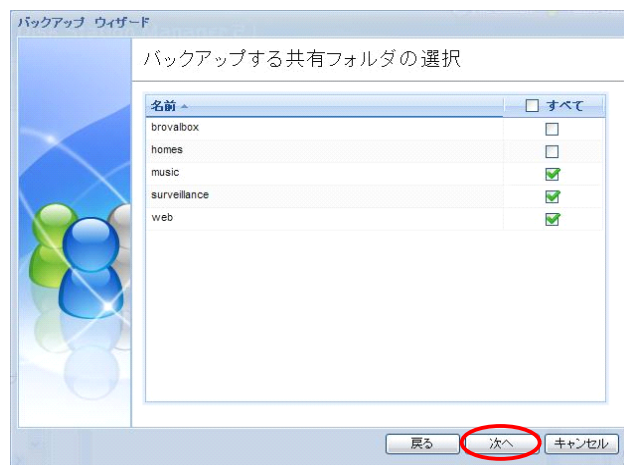 バックアップ ウィザード
バックアップする共有フォルダの選択
名前 すべて
brovalbox
homes
music
surveillance
web
戻る 次へ キャンセル